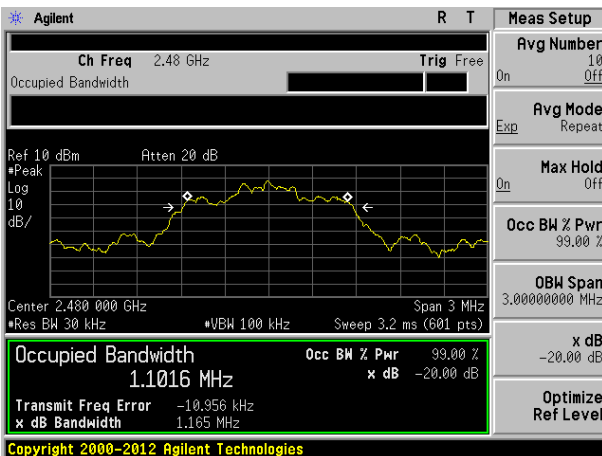 Agilent R T
Ch Freq 2.48 GHz Trig Free
Occupied Bandwidth
Ref 10 dBm Atten 20 dB
#Peak
Log
10
dB/
Center 2.480 000 GHz Span 3 MHz
#Res BW 30 kHz #VBW 100 kHz Sweep 3.2 ms (601 pts)
Occupied Bandwidth Occ BW % Pwr 99.00 %
1.1016 MHz x dB -20.00 dB
Transmit Freq Error -10.956 kHz
x dB Bandwidth 1.165 MHz
Copyright 2000-2012 Agilent Technologies
Meas Setup
Avg Number
10
On Off
Avg Mode
Exp Repeat
Max Hold
On Off
Occ BW % Pwr
99.00 %
OBW Span
3.00000000 MHz
x dB
-20.00 dB
Optimize
Ref Level